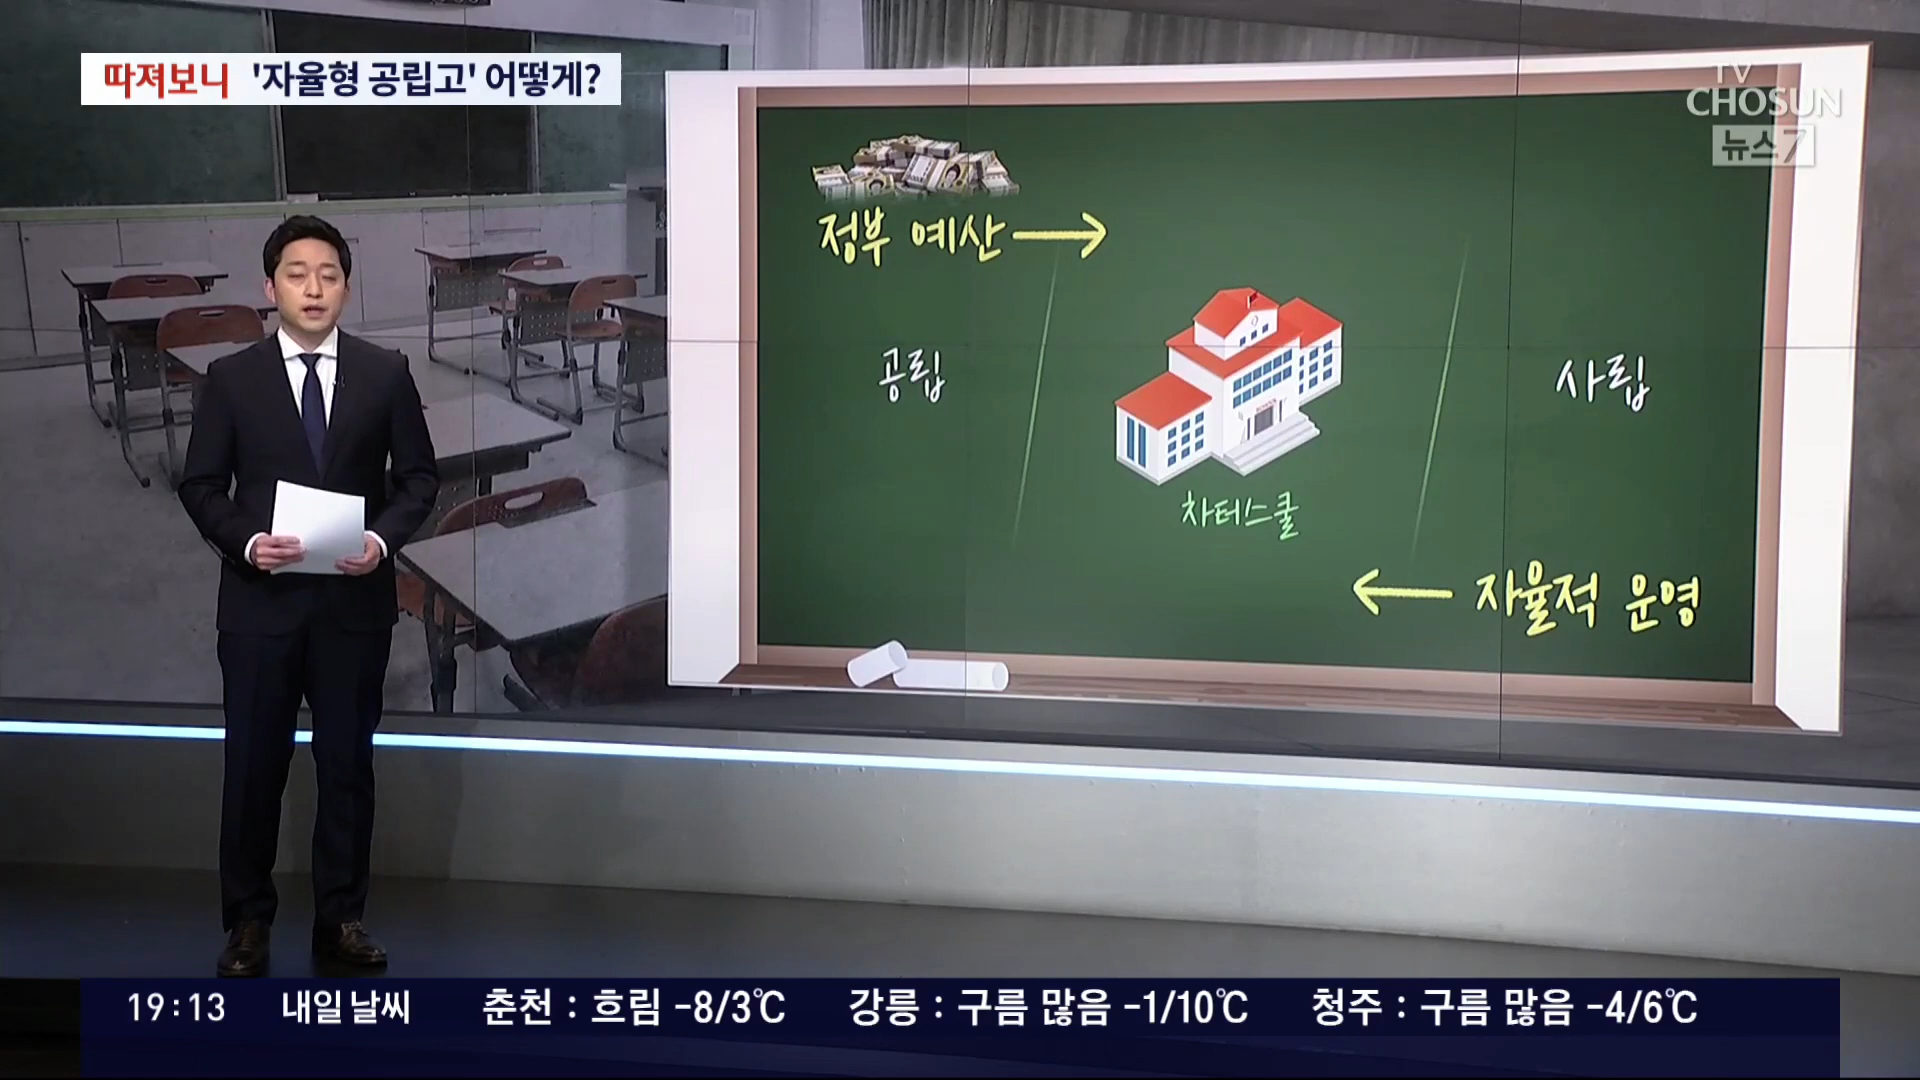 따져보니 '자율형 공립고' 어떻게?
TV
CHOSUN
뉴스7
정부 예산
공립
사립
차터스쿨
자율적 운영
19:13 내일 날씨 춘천 : 흐림 -8/3℃ 강릉 : 구름 많음 -1/10℃ 청주 : 구름 많음 -4/6℃